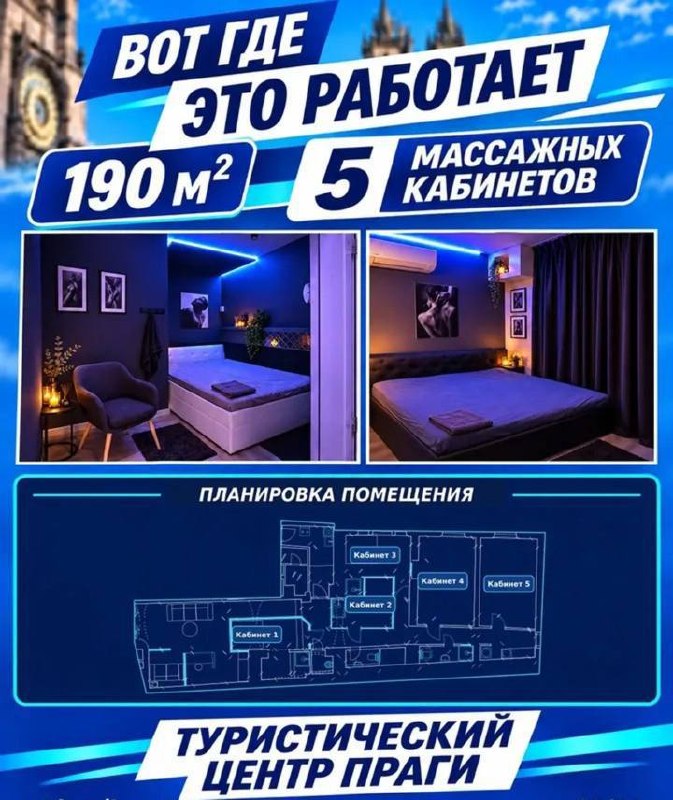 ВОТ ГДЕ
ЭТО РАБОТАЕТ
190 м²
5 МАССАЖНЫХ
КАБИНЕТОВ
ПЛАНИРОВКА ПОМЕЩЕНИЯ
Кабинет 3
Кабинет 4
Кабинет 5
Кабинет 2
Кабинет 1
ТУРИСТИЧЕСКИЙ
ЦЕНТР ПРАГИ